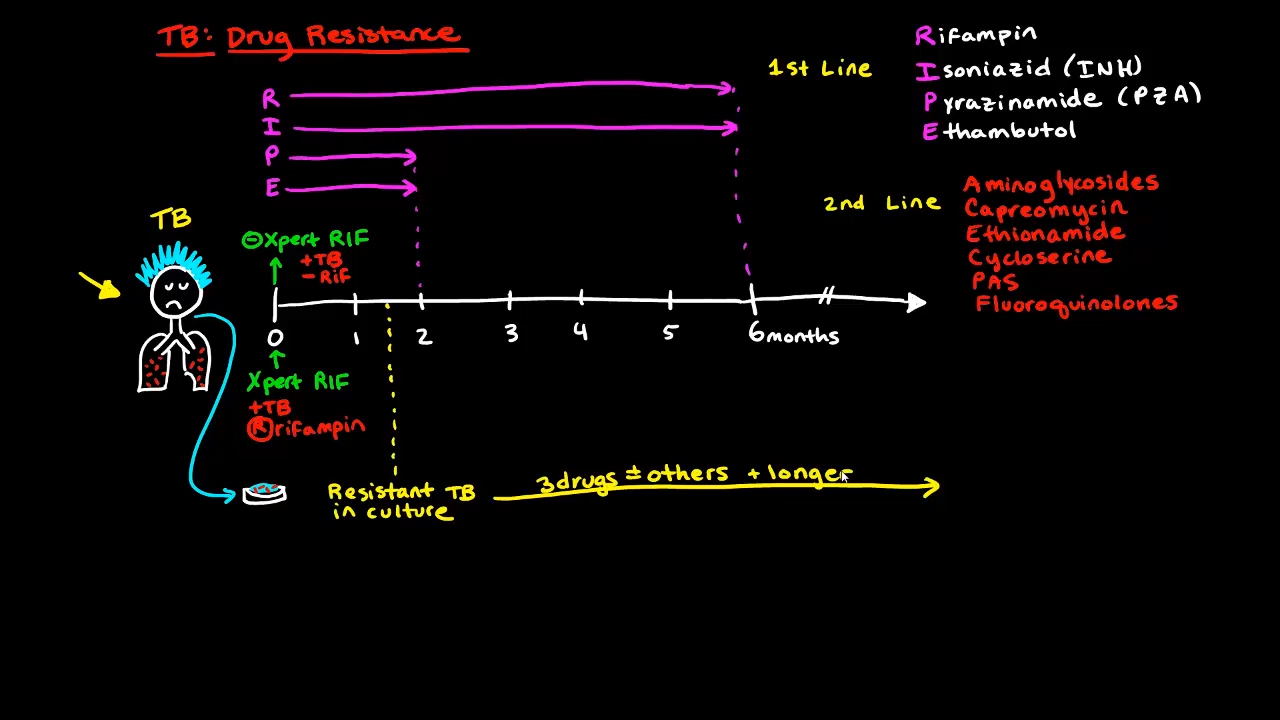 TB: Drug Resistance
1st Line
Rifampin
Isoniazid (INH)
Pyrazinamide (PZA)
Ethambutol
R
I
P
E
2nd Line
Aminoglycosides
Capreomycin
Ethionamide
Cycloserine
PAS
Fluoroquinolones
TB
⊖Xpert RIF
+TB
- RiF
0 1 2 3 4 5 6months
Xpert RIF
+TB
Ⓡrifampin
Resistant TB
in culture
3drugs ± others + longer